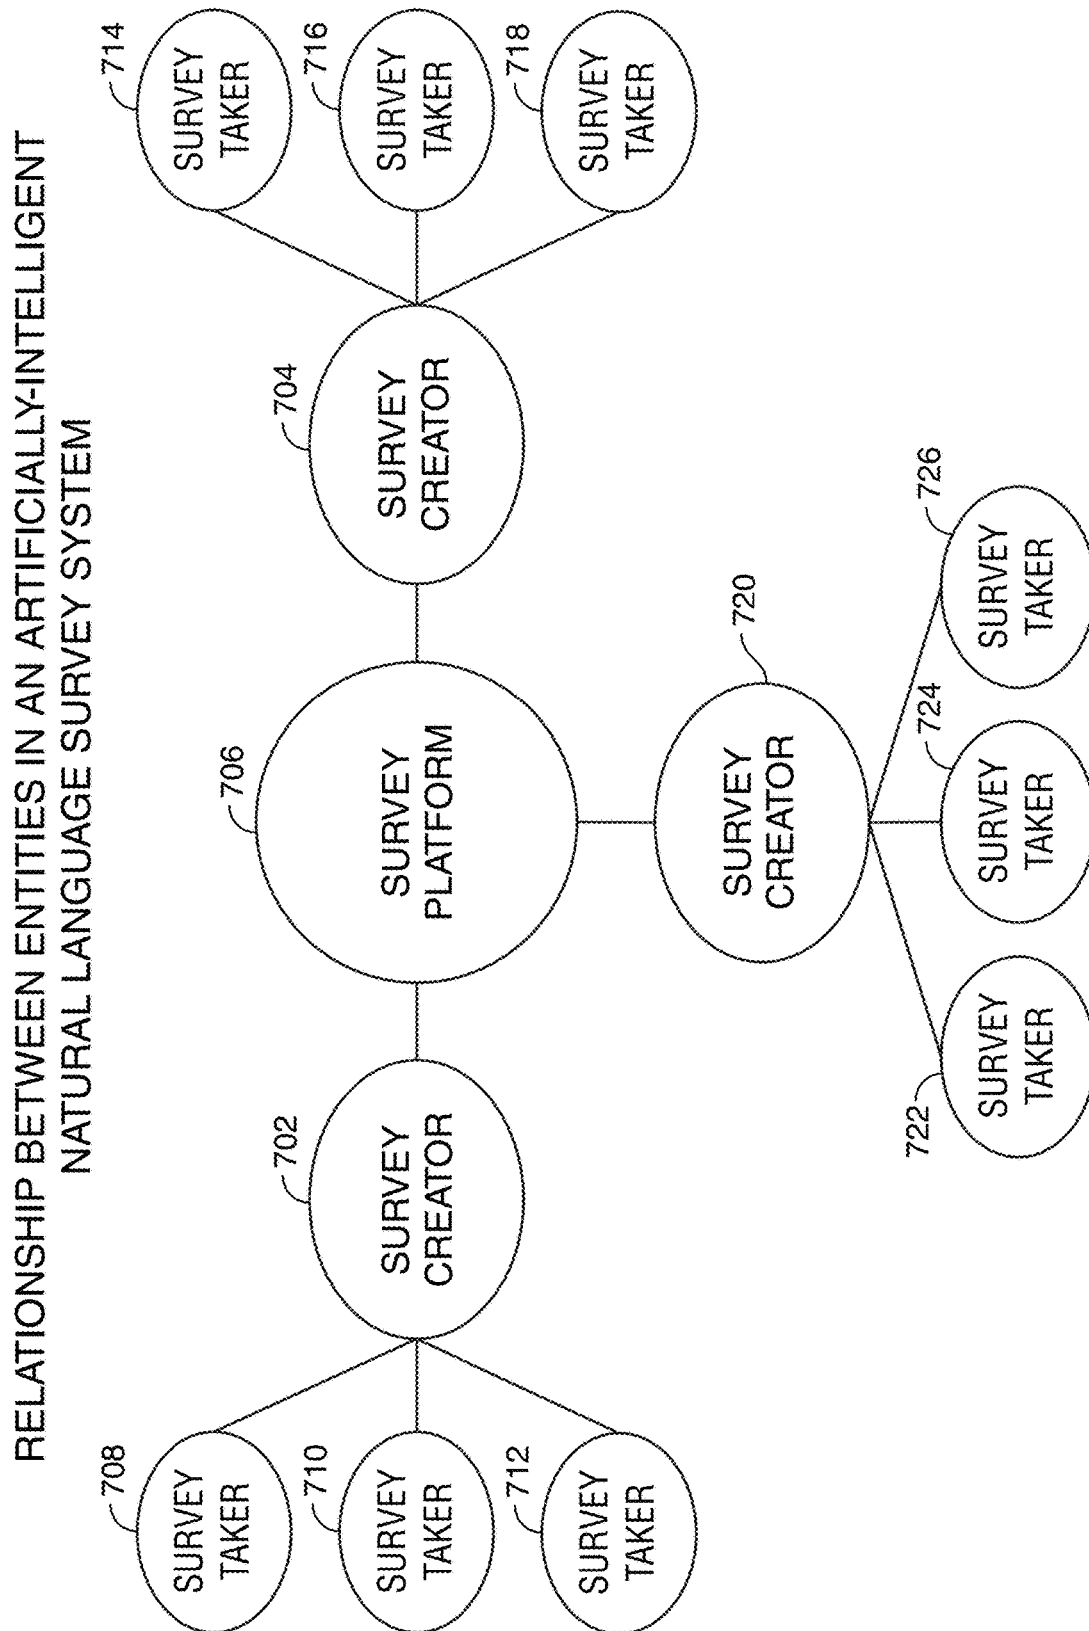 RELATIONSHIP BETWEEN ENTITIES IN AN ARTIFICIALLY-INTELLIGENT
NATURAL LANGUAGE SURVEY SYSTEM
708
SURVEY
TAKER
710
SURVEY
TAKER
712
SURVEY
TAKER
702
SURVEY
CREATOR
706
SURVEY
PLATFORM
704
SURVEY
CREATOR
714
SURVEY
TAKER
716
SURVEY
TAKER
718
SURVEY
TAKER
720
SURVEY
CREATOR
722
SURVEY
TAKER
724
SURVEY
TAKER
726
SURVEY
TAKER